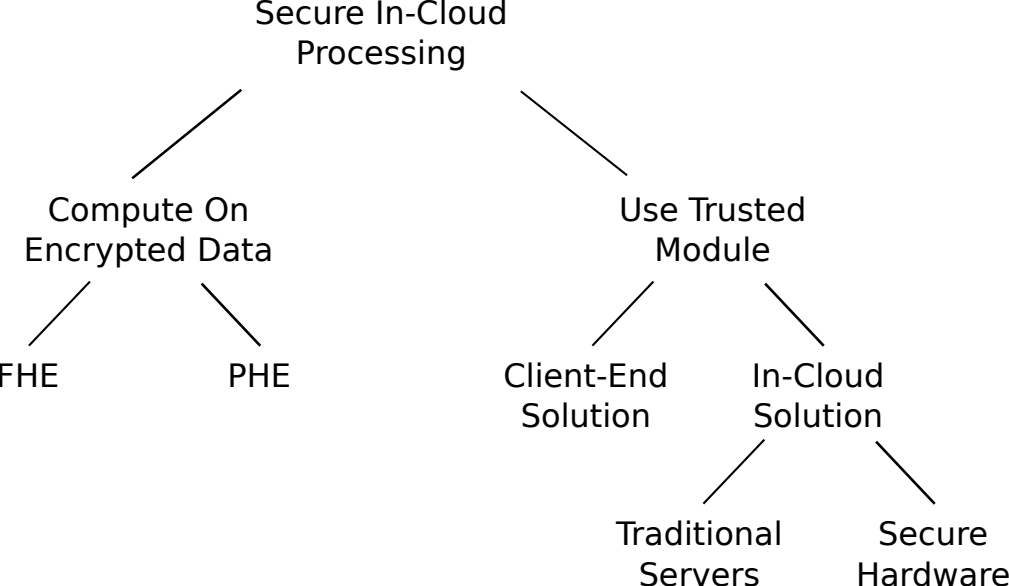 Secure In-Cloud
Processing
Compute On
Encrypted Data
Use Trusted
Module
FHE
PHE
Client-End
Solution
In-Cloud
Solution
Traditional
Servers
Secure
Hardware